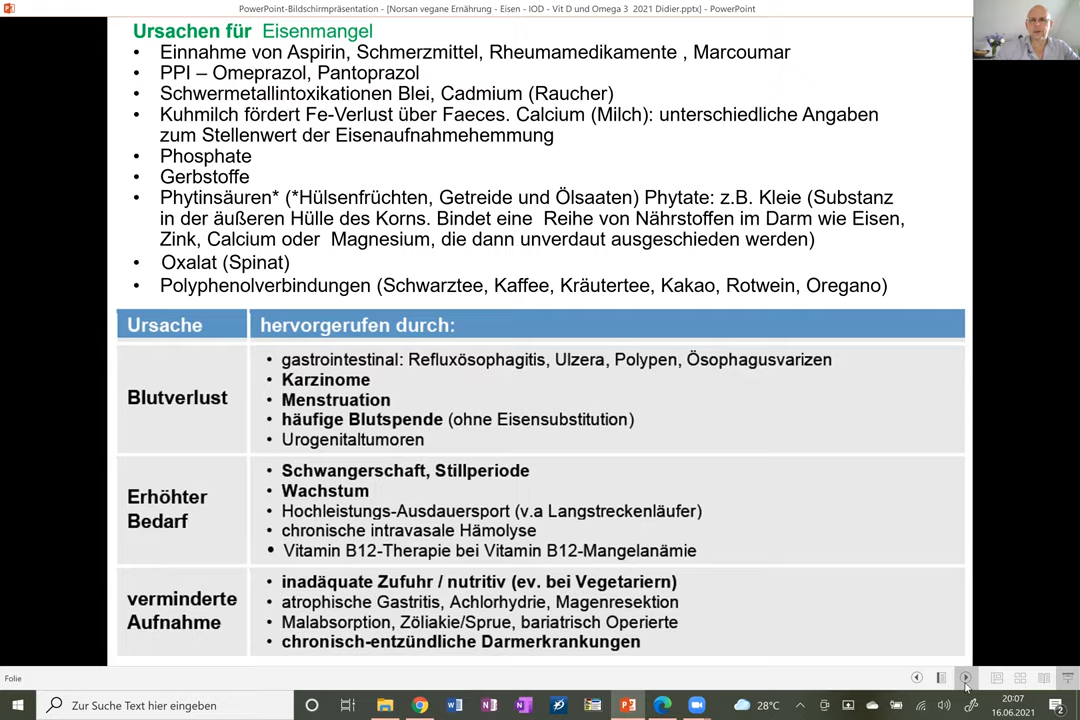 PowerPoint-Bildschirmpräsentation - [Norsan vegane Ernährung - Eisen - IOD - Vit D und Omega 3 2021 Didier.pptx] - PowerPoint
Ursachen für Eisenmangel
• Einnahme von Aspirin, Schmerzmittel, Rheumamedikamente , Marcoumar
• PPI – Omeprazol, Pantoprazol
• Schwermetallintoxikationen Blei, Cadmium (Raucher)
• Kuhmilch fördert Fe-Verlust über Faeces. Calcium (Milch): unterschiedliche Angaben
zum Stellenwert der Eisenaufnahmehemmung
• Phosphate
• Gerbstoffe
• Phytinsäuren* (*Hülsenfrüchten, Getreide und Ölsaaten) Phytate: z.B. Kleie (Substanz
in der äußeren Hülle des Korns. Bindet eine Reihe von Nährstoffen im Darm wie Eisen,
Zink, Calcium oder Magnesium, die dann unverdaut ausgeschieden werden)
• Oxalat (Spinat)
• Polyphenolverbindungen (Schwarztee, Kaffee, Kräutertee, Kakao, Rotwein, Oregano)
Ursache hervorgerufen durch:
Blutverlust
• gastrointestinal: Refluxösophagitis, Ulzera, Polypen, Ösophagusvarizen
• Karzinome
• Menstruation
• häufige Blutspende (ohne Eisensubstitution)
• Urogenitaltumoren
Erhöhter
Bedarf
• Schwangerschaft, Stillperiode
• Wachstum
• Hochleistungs-Ausdauersport (v.a Langstreckenläufer)
• chronische intravasale Hämolyse
• Vitamin B12-Therapie bei Vitamin B12-Mangelanämie
verminderte
Aufnahme
• inadäquate Zufuhr / nutritiv (ev. bei Vegetariern)
• atrophische Gastritis, Achlorhydrie, Magenresektion
• Malabsorption, Zöliakie/Sprue, bariatrisch Operierte
• chronisch-entzündliche Darmerkrankungen
Folie
Zur Suche Text hier eingeben
28°C
20:07
16.06.2021
2